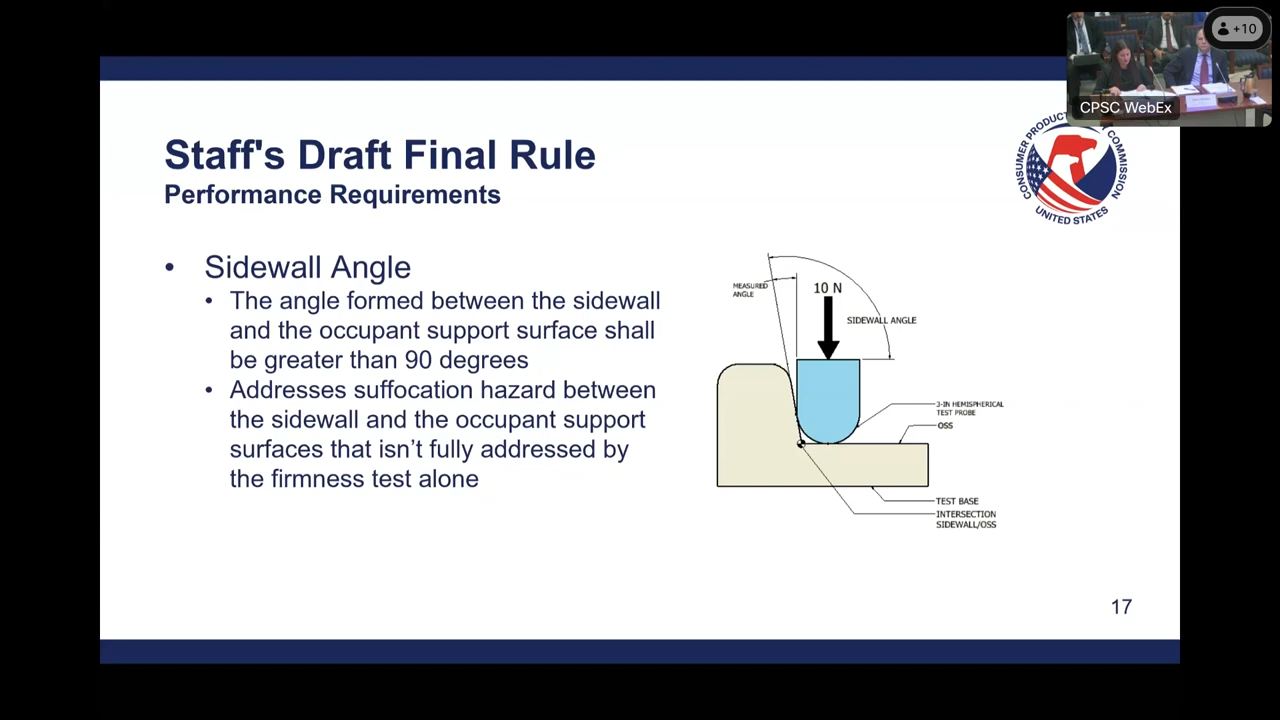 +10
CPSC WebEx
CONSUMER PRODUCT COMMISSION
UNITED STATES
Staff's Draft Final Rule
Performance Requirements
• Sidewall Angle
• The angle formed between the sidewall
and the occupant support surface shall
be greater than 90 degrees
• Addresses suffocation hazard between
the sidewall and the occupant support
surfaces that isn’t fully addressed by
the firmness test alone
MEASURED
ANGLE
10 N
SIDEWALL ANGLE
3-IN HEMISPHERICAL
TEST PROBE
OSS
TEST BASE
INTERSECTION
SIDEWALL/OSS
17